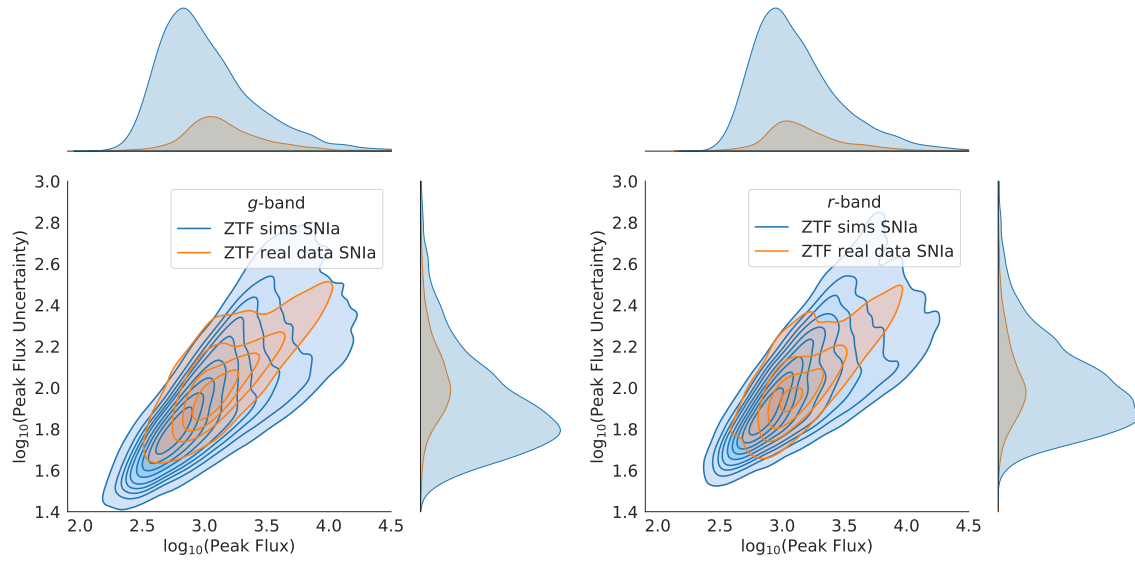 g-band
ZTF sims SNIa
ZTF real data SNIa
log₁₀(Peak Flux Uncertainty)
3.0
2.8
2.6
2.4
2.2
2.0
1.8
1.6
1.4
2.0 2.5 3.0 3.5 4.0 4.5
log₁₀(Peak Flux)
r-band
ZTF sims SNIa
ZTF real data SNIa
log₁₀(Peak Flux Uncertainty)
3.0
2.8
2.6
2.4
2.2
2.0
1.8
1.6
1.4
2.0 2.5 3.0 3.5 4.0 4.5
log₁₀(Peak Flux)